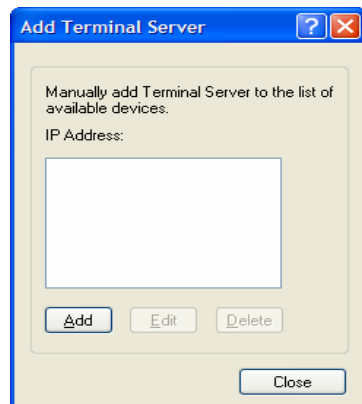 Add Terminal Server
Manually add Terminal Server to the list of
available devices.
IP Address:
Add Edit Delete
Close